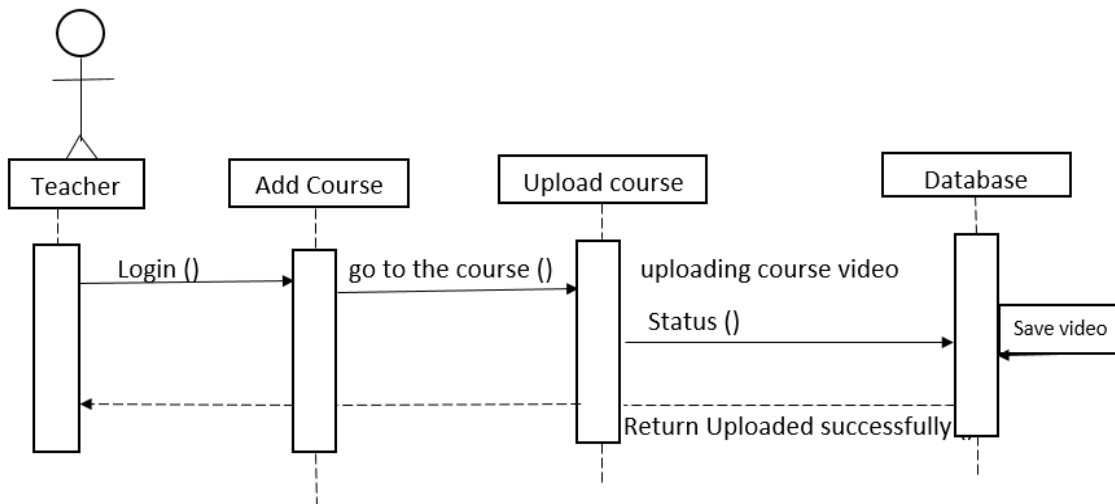 Teacher
Add Course
Upload course
Database
Login ()
go to the course ()
uploading course video
Status ()
Save video
Return Uploaded successfully